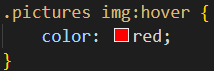 .pictures img:hover {
    color: red;
}